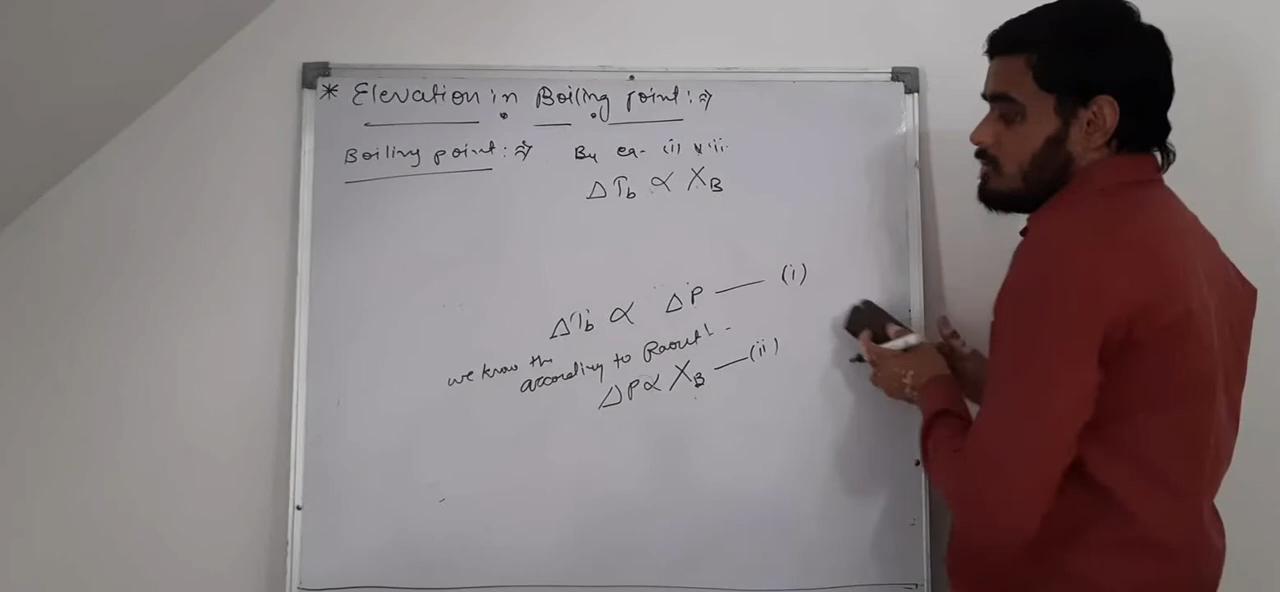 * Elevation in Boiling point :⇒
Boiling point :⇒
By eq- (i) & ii
ΔTb ∝ XB
ΔTb ∝ ΔP — (i)
we know the
according to Raoult
ΔP ∝ XB — (ii)